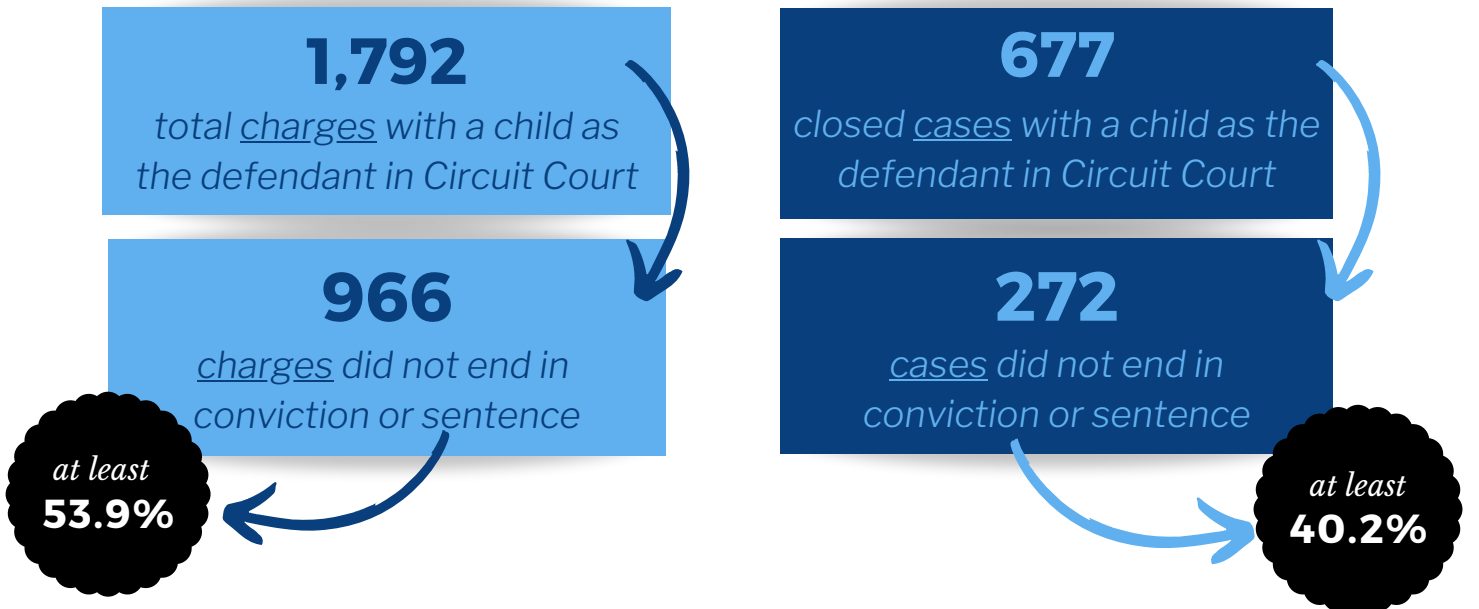 1,792
total charges with a child as
the defendant in Circuit Court
966
charges did not end in
conviction or sentence
at least
53.9%
677
closed cases with a child as the
defendant in Circuit Court
272
cases did not end in
conviction or sentence
at least
40.2%